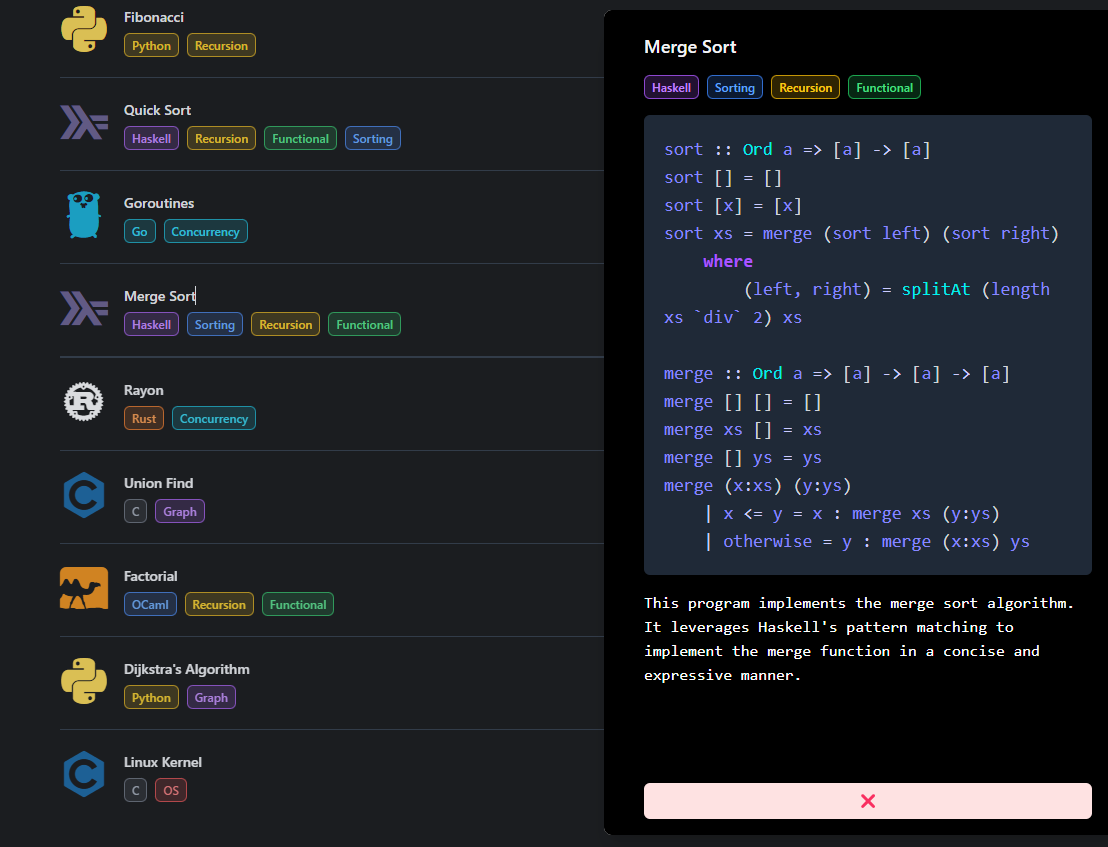 Fibonacci
Python Recursion
Quick Sort
Haskell Recursion Functional Sorting
Goroutines
Go Concurrency
Merge Sort
Haskell Sorting Recursion Functional
Rayon
Rust Concurrency
Union Find
C Graph
Factorial
OCaml Recursion Functional
Dijkstra's Algorithm
Python Graph
Linux Kernel
C OS
Merge Sort
Haskell Sorting Recursion Functional
sort :: Ord a => [a] -> [a]
sort [] = []
sort [x] = [x]
sort xs = merge (sort left) (sort right)
    where
        (left, right) = splitAt (length
xs `div` 2) xs
merge :: Ord a => [a] -> [a] -> [a]
merge [] [] = []
merge xs [] = xs
merge [] ys = ys
merge (x:xs) (y:ys)
    | x <= y = x : merge xs (y:ys)
    | otherwise = y : merge (x:xs) ys
This program implements the merge sort algorithm.
It leverages Haskell's pattern matching to
implement the merge function in a concise and
expressive manner.